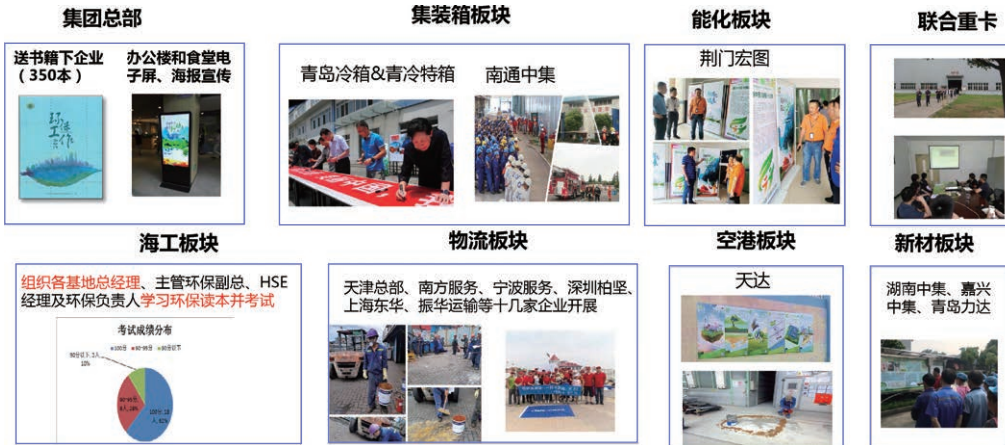 集团总部
集装箱板块
能化板块
联合重卡
送书籍下企业
（350本）
办公楼和食堂电
子屏、海报宣传
环保
工作
青岛冷箱&青冷特箱
南通中集
荆门宏图
海工板块
物流板块
空港板块
新材板块
组织各基地总经理、主管环保副总、HSE
经理及环保负责人学习环保读本并考试
考试成绩分布
天津总部、南方服务、宁波服务、深圳柏坚、
上海东华、振华运输等十几家企业开展
天达
湖南中集、嘉兴
中集、青岛力达